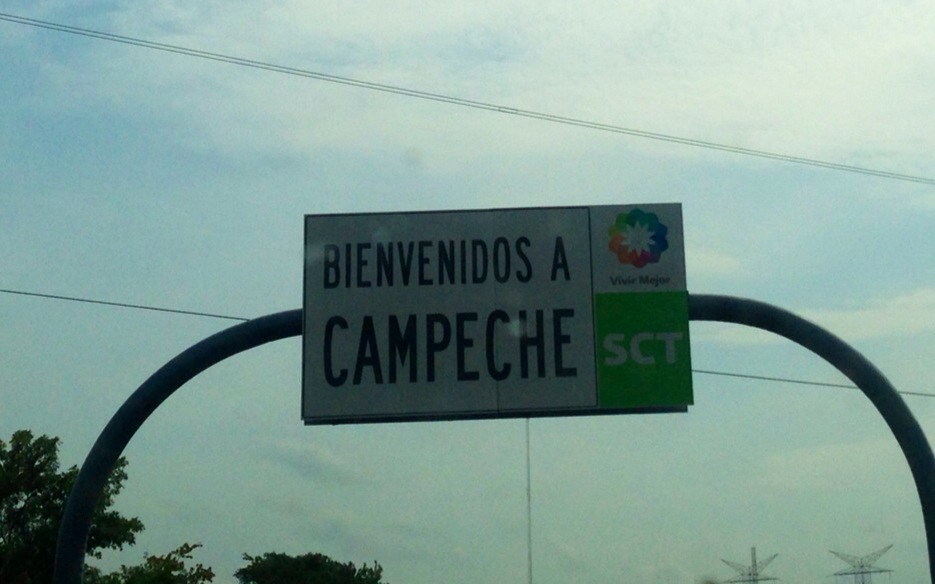 BIENVENIDOS A
CAMPECHE
Vivir Mejor
SCT